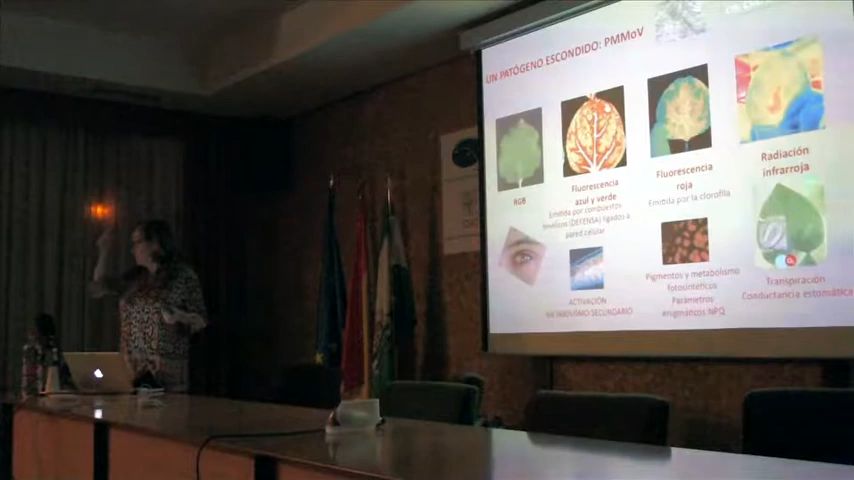 UN PATÓGENO ESCONDIDO: PMMoV
RGB
Fluorescencia
azul y verde
Emitida por compuestos
fenólicos (DEFENSA) ligados a
pared celular
Fluorescencia
roja
Emitida por la clorofila
Radiación
infrarroja
ACTIVACIÓN
METABOLISMO SECUNDARIO
Pigmentos y metabolismo
fotosintéticos
Parámetros
enigmáticos NPQ
Transpiración
Conductancia estomática